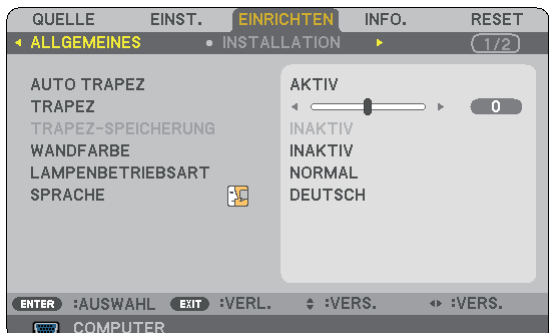 QUELLE EINST. EINRICHTEN INFO. RESET
ALLGEMEINES • INSTALLATION 1/2
AUTO TRAPEZ AKTIV
TRAPEZ 0
TRAPEZ-SPEICHERUNG INAKTIV
WANDFARBE INAKTIV
LAMPENBETRIEBSART NORMAL
SPRACHE DEUTSCH
ENTER :AUSWAHL EXIT :VERL. :VERS. :VERS.
COMPUTER